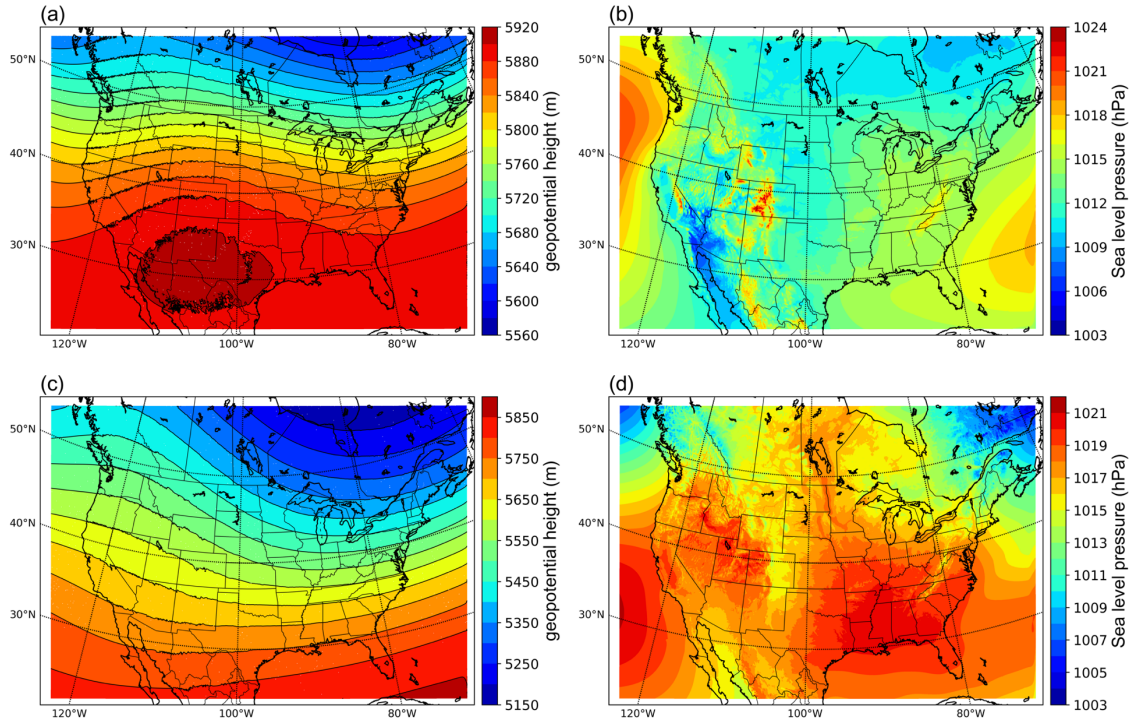 (a)
50°N
40°N
30°N
120°W
100°W
80°W
5920
5880
5840
5800
5760
5720
5680
5640
5600
5560
geopotential height (m)
(b)
50°N
40°N
30°N
120°W
100°W
80°W
1024
1021
1018
1015
1012
1009
1006
1003
Sea level pressure (hPa)
(c)
50°N
40°N
30°N
120°W
100°W
80°W
5850
5750
5650
5550
5450
5350
5250
5150
geopotential height (m)
(d)
50°N
40°N
30°N
120°W
100°W
80°W
1021
1019
1017
1015
1013
1011
1009
1007
1005
1003
Sea level pressure (hPa)